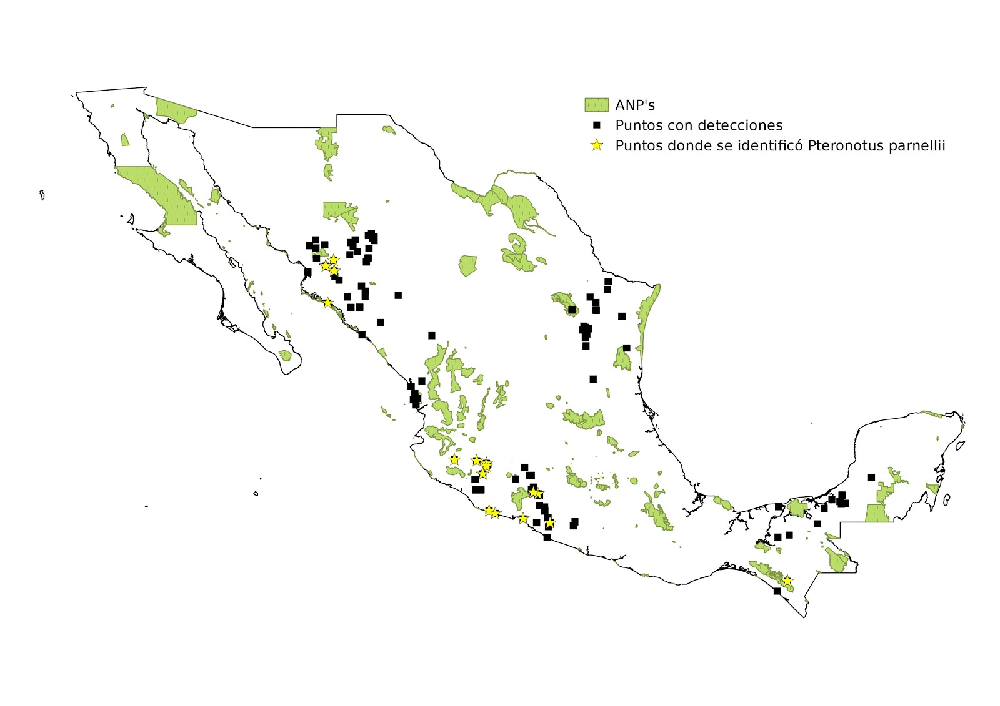 ANP's
Puntos con detecciones
Puntos donde se identificó Pteronotus parnellii